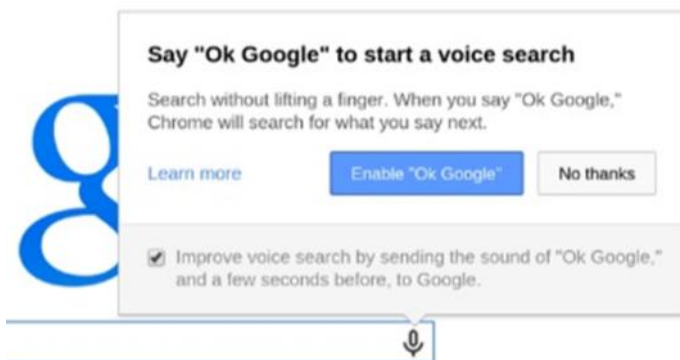 Say "Ok Google" to start a voice search
Search without lifting a finger. When you say "Ok Google,"
Chrome will search for what you say next.
Learn more
Enable "Ok Google"
No thanks
Improve voice search by sending the sound of "Ok Google,"
and a few seconds before, to Google.
g